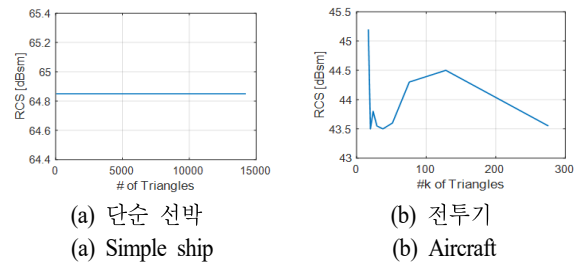 65.4
65.2
65
64.8
64.6
64.4
RCS [dBsm]
0 5000 10000 15000
# of Triangles
45.5
45
44.5
44
43.5
43
RCS [dBsm]
0 100 200 300
#k of Triangles
(a) 단순 선박
(a) Simple ship
(b) 전투기
(b) Aircraft